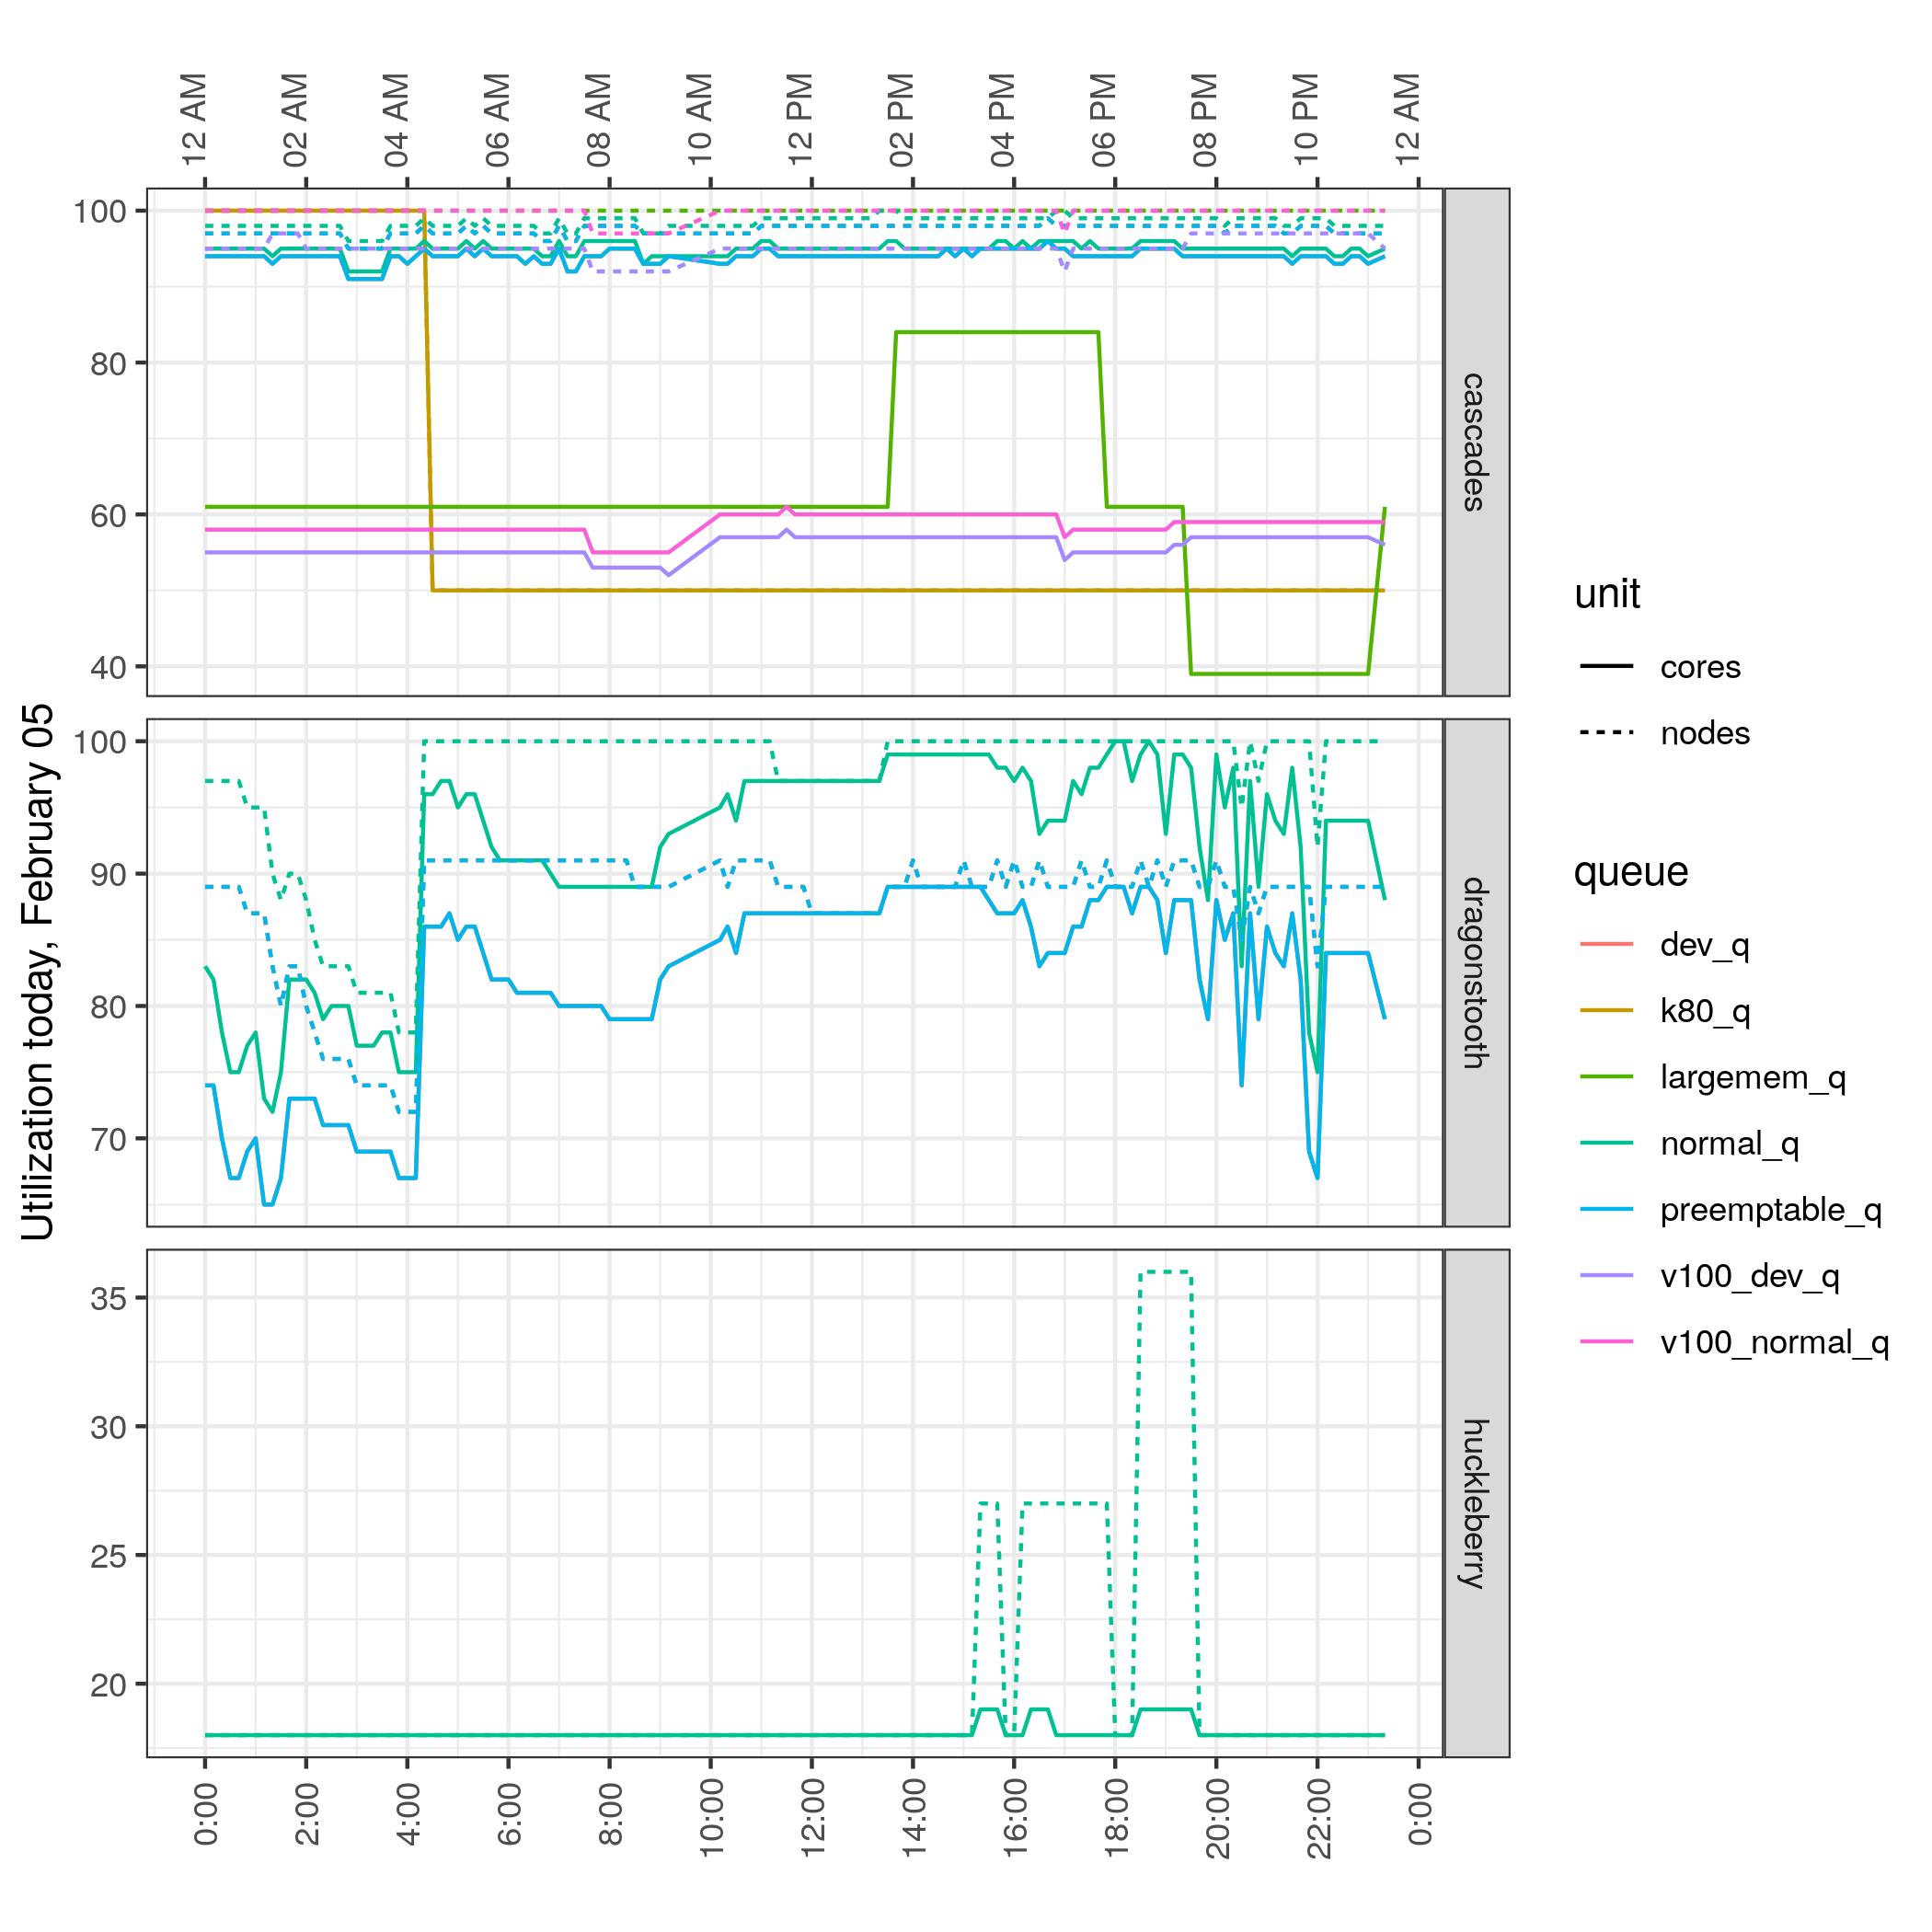 12 AM
02 AM
04 AM
06 AM
08 AM
10 AM
12 PM
02 PM
04 PM
06 PM
08 PM
10 PM
12 AM
Utilization today, February 05
100
80
60
40
cascades
100
90
80
70
dragonstooth
35
30
25
20
huckleberry
0:00
2:00
4:00
6:00
8:00
10:00
12:00
14:00
16:00
18:00
20:00
22:00
0:00
unit
cores
nodes
queue
dev_q
k80_q
largemem_q
normal_q
preemptable_q
v100_dev_q
v100_normal_q